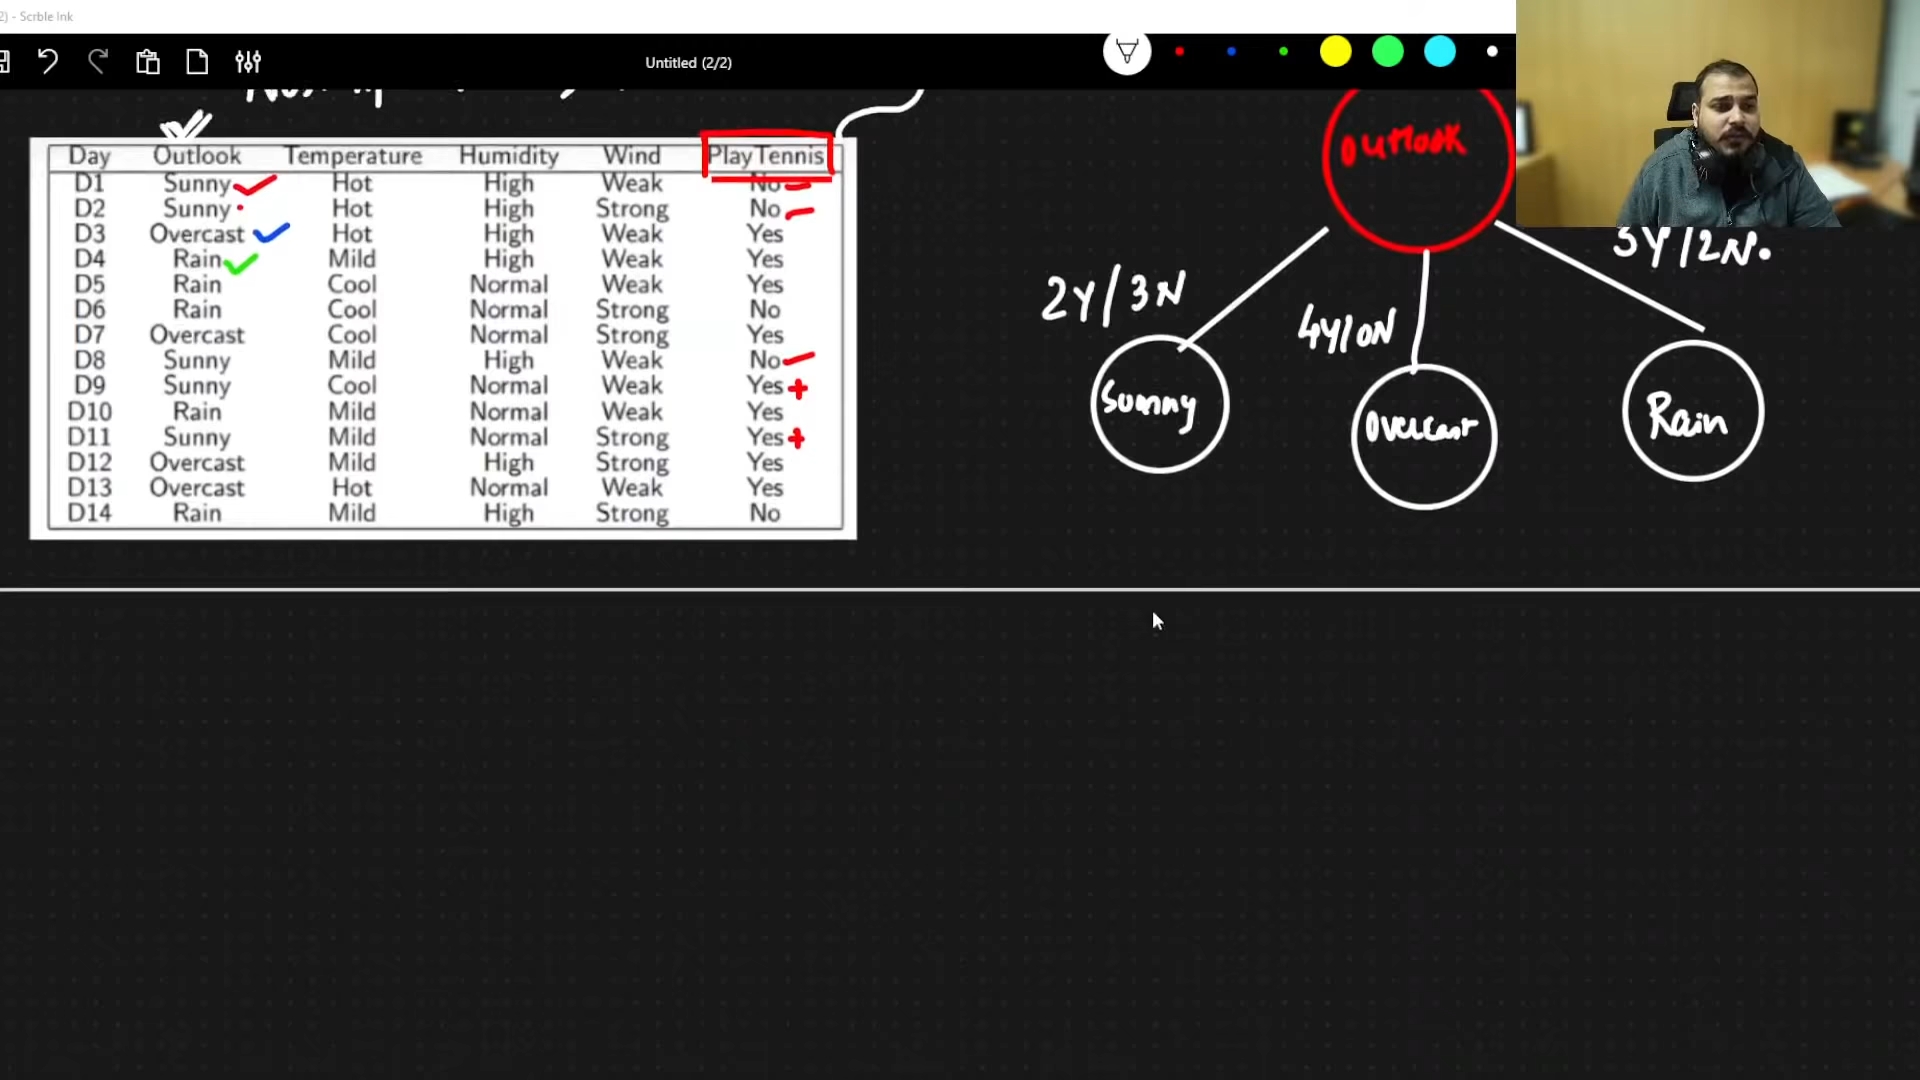 2) - Scrble Ink
Untitled (2/2)
Day Outlook Temperature Humidity Wind PlayTennis
D1 Sunny Hot High Weak No
D2 Sunny Hot High Strong No
D3 Overcast Hot High Weak Yes
D4 Rain Mild High Weak Yes
D5 Rain Cool Normal Weak Yes
D6 Rain Cool Normal Strong No
D7 Overcast Cool Normal Strong Yes
D8 Sunny Mild High Weak No
D9 Sunny Cool Normal Weak Yes +
D10 Rain Mild Normal Weak Yes
D11 Sunny Mild Normal Strong Yes +
D12 Overcast Mild High Strong Yes
D13 Overcast Hot Normal Weak Yes
D14 Rain Mild High Strong No
Outlook
2Y/3N
4Y/0N
3Y/2N.
Sunny
Overcast
Rain